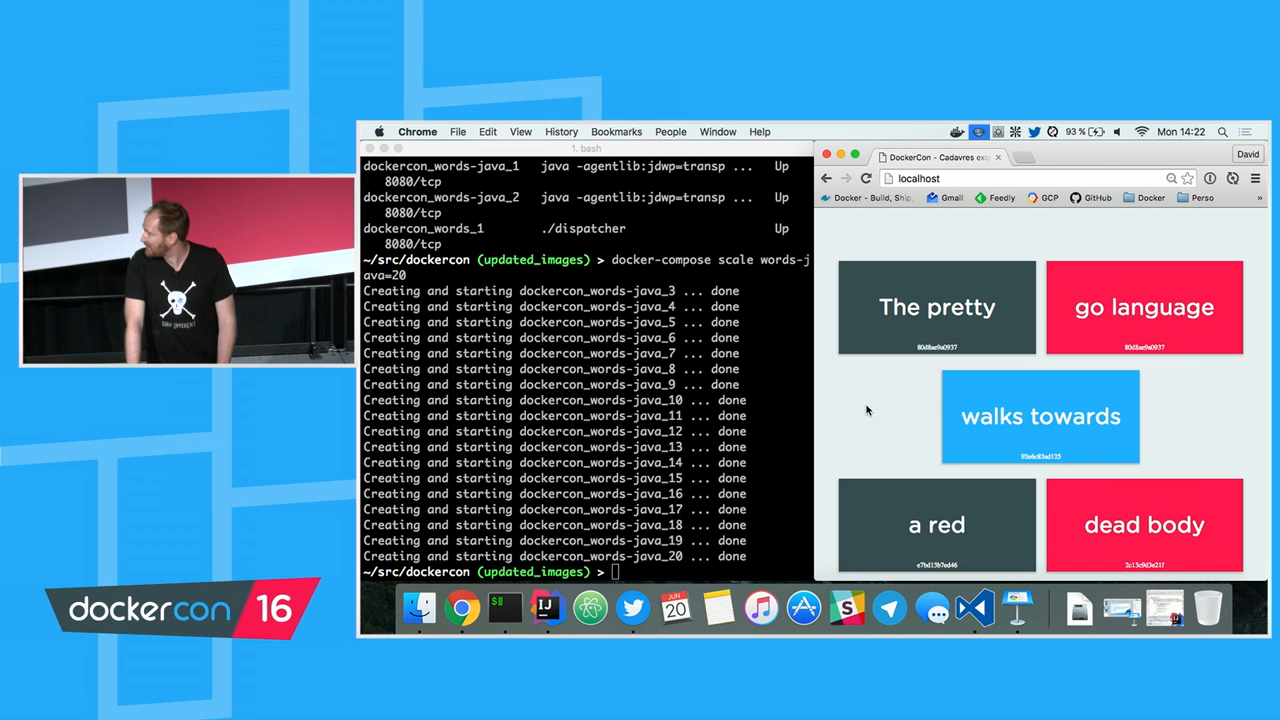 Chrome File Edit View History Bookmarks People Window Help
93 % Mon 14:22
1. bash
dockercon_words-java_1 java -agentlib:jdwp=transp ... Up
8080/tcp
dockercon_words-java_2 java -agentlib:jdwp=transp ... Up
8080/tcp
dockercon_words_1 ./dispatcher Up
8080/tcp
~/src/dockercon (updated_images) > docker-compose scale words-j
ava=20
Creating and starting dockercon_words-java_3 ... done
Creating and starting dockercon_words-java_4 ... done
Creating and starting dockercon_words-java_5 ... done
Creating and starting dockercon_words-java_6 ... done
Creating and starting dockercon_words-java_7 ... done
Creating and starting dockercon_words-java_8 ... done
Creating and starting dockercon_words-java_9 ... done
Creating and starting dockercon_words-java_10 ... done
Creating and starting dockercon_words-java_11 ... done
Creating and starting dockercon_words-java_12 ... done
Creating and starting dockercon_words-java_13 ... done
Creating and starting dockercon_words-java_14 ... done
Creating and starting dockercon_words-java_15 ... done
Creating and starting dockercon_words-java_16 ... done
Creating and starting dockercon_words-java_17 ... done
Creating and starting dockercon_words-java_18 ... done
Creating and starting dockercon_words-java_19 ... done
Creating and starting dockercon_words-java_20 ... done
~/src/dockercon (updated_images) >
DockerCon - Cadavres exq
David
localhost
Docker - Build, Ship, Gmail Feedly GCP GitHub Docker Perso »
The pretty
80d8ae9a0937
go language
80d8ae9a0937
walks towards
92e6c83ad125
a red
e7bd13b7ed46
dead body
2c13c9d3e21f
JUN
20
IJ
dockercon 16